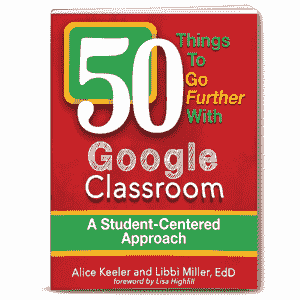 50
Things
To
Go
Further
With
Google
Classroom
A Student-Centered
Approach
Alice Keeler and Libbi Miller, EdD
foreword by Lisa Highfill